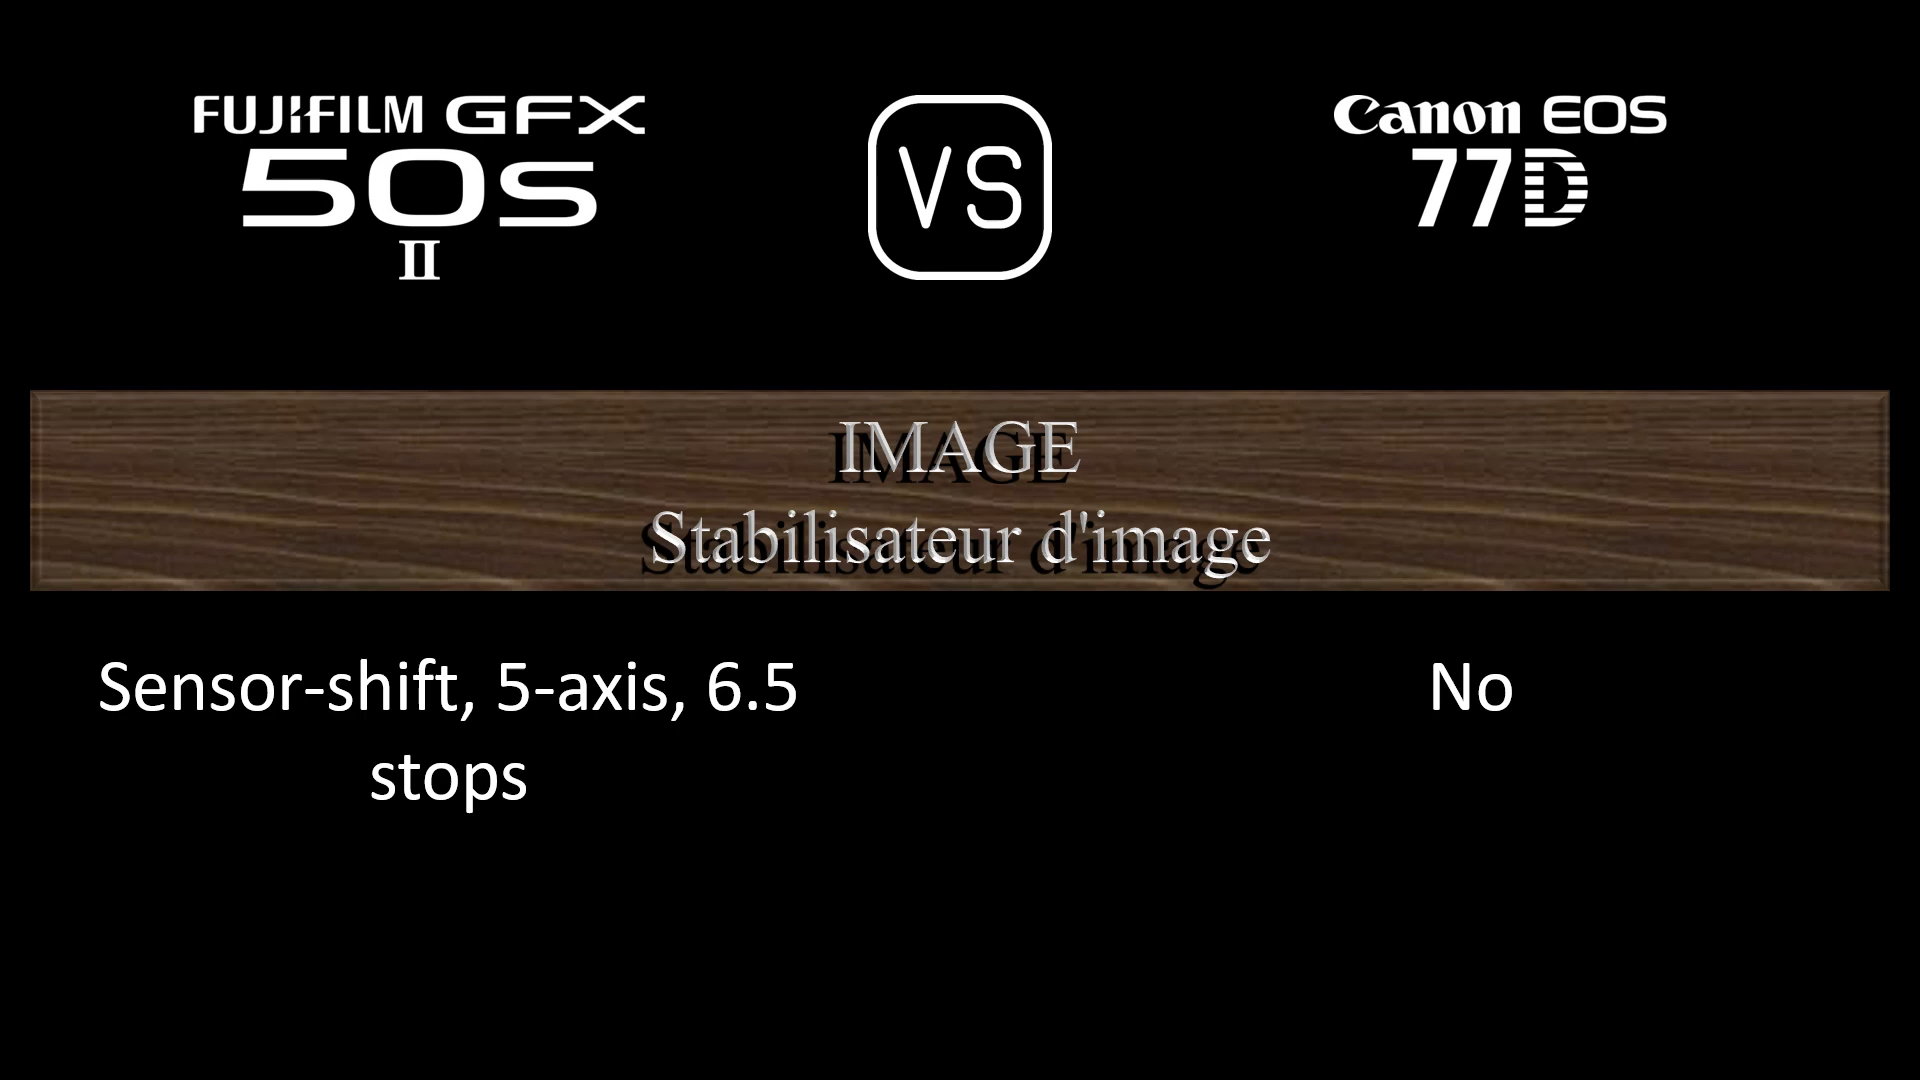 FUJIFILM GFX
50S
II
VS
Canon EOS
77D
IMAGE
Stabilisateur d'image
Sensor-shift, 5-axis, 6.5
stops
No